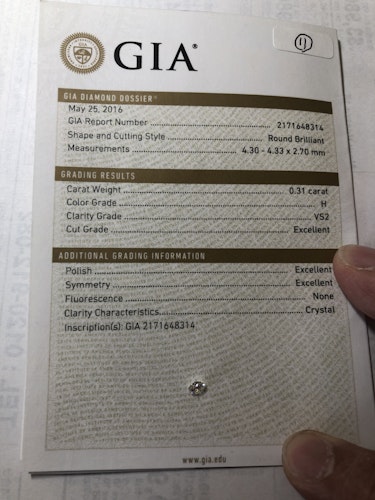 GIA®
11
GIA DIAMOND DOSSIER®
May 25, 2016
GIA Report Number 2171648314
Shape and Cutting Style Round Brilliant
Measurements 4.30 - 4.33 x 2.70 mm
GRADING RESULTS
Carat Weight 0.31 carat
Color Grade H
Clarity Grade VS2
Cut Grade Excellent
ADDITIONAL GRADING INFORMATION
Polish Excellent
Symmetry Excellent
Fluorescence None
Clarity Characteristics Crystal
Inscription(s): GIA 2171648314
www.gia.edu